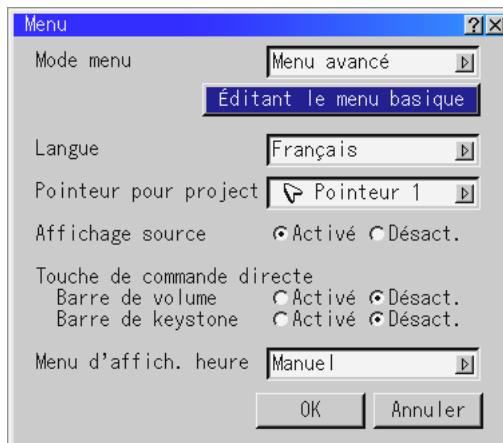 Menu
Mode menu Menu avancé
Éditant le menu basique
Langue Français
Pointeur pour project Pointeur 1
Affichage source Activé Désact.
Touche de commande directe
Barre de volume Activé Désact.
Barre de keystone Activé Désact.
Menu d'affich. heure Manuel
OK Annuler